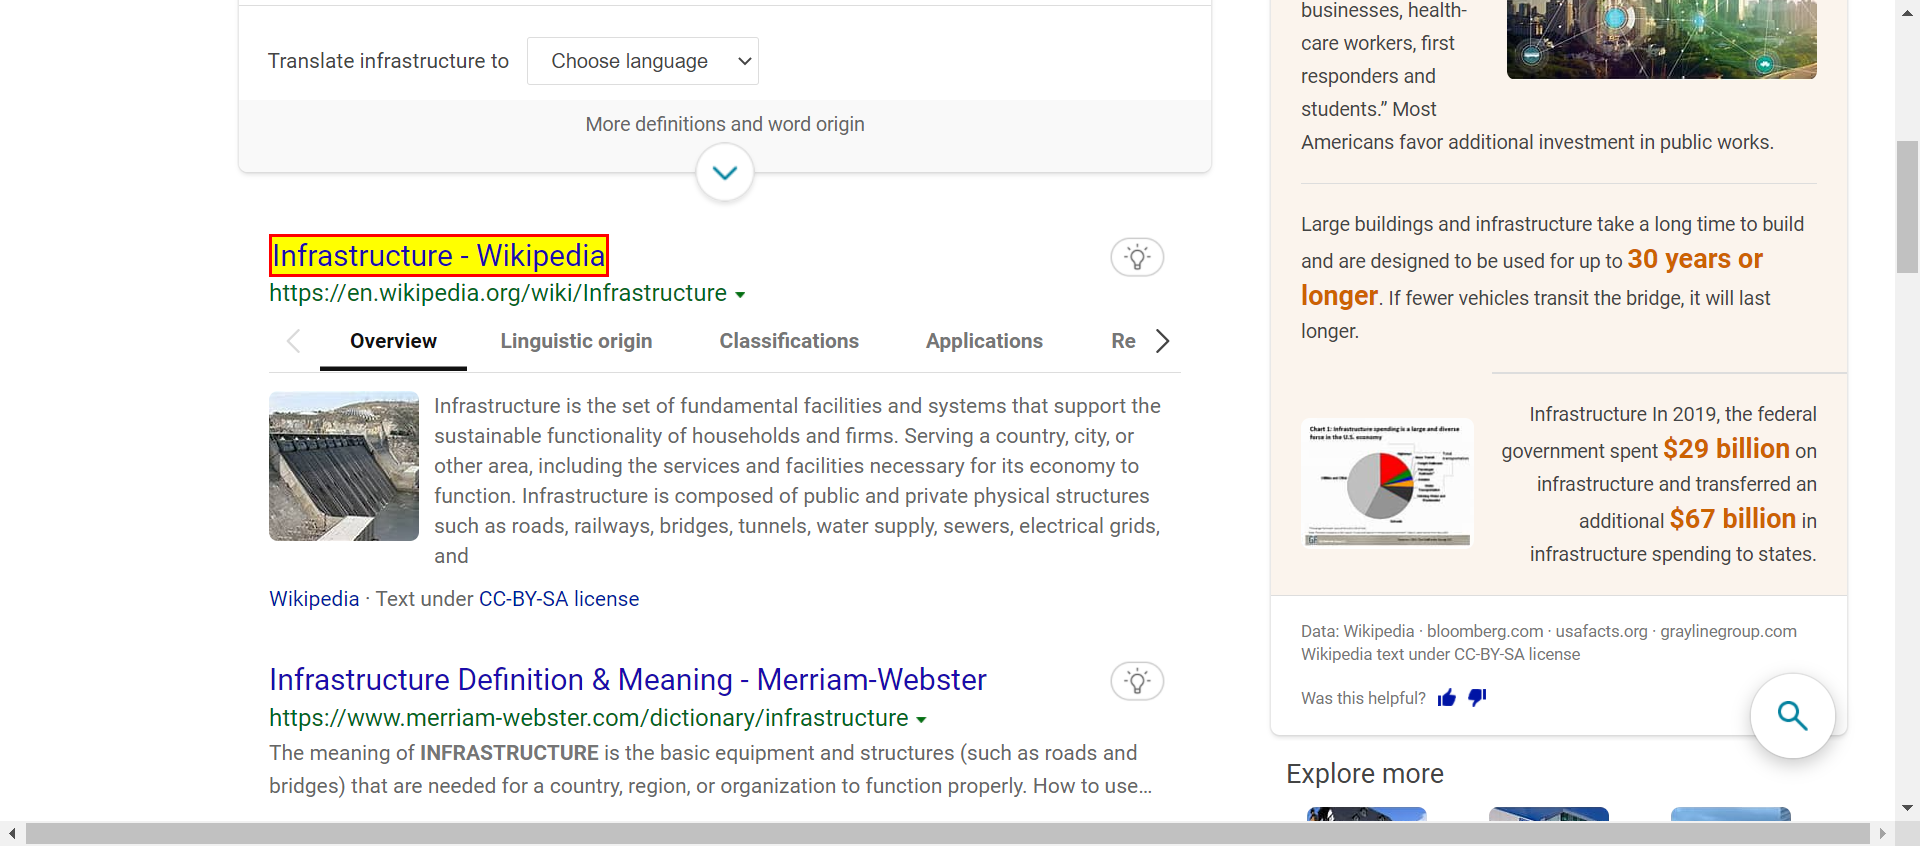 Translate infrastructure to
Choose language
More definitions and word origin
Infrastructure - Wikipedia
https://en.wikipedia.org/wiki/Infrastructure
Overview
Linguistic origin
Classifications
Applications
Re
Infrastructure is the set of fundamental facilities and systems that support the
sustainable functionality of households and firms. Serving a country, city, or
other area, including the services and facilities necessary for its economy to
function. Infrastructure is composed of public and private physical structures
such as roads, railways, bridges, tunnels, water supply, sewers, electrical grids,
and
Wikipedia · Text under CC-BY-SA license
Infrastructure Definition & Meaning - Merriam-Webster
https://www.merriam-webster.com/dictionary/infrastructure
The meaning of INFRASTRUCTURE is the basic equipment and structures (such as roads and
bridges) that are needed for a country, region, or organization to function properly. How to use…
businesses, health-
care workers, first
responders and
students.” Most
Americans favor additional investment in public works.
Large buildings and infrastructure take a long time to build
and are designed to be used for up to 30 years or
longer. If fewer vehicles transit the bridge, it will last
longer.
Chart 1: Infrastructure spending is a large and diverse
force in the U.S. economy
Infrastructure In 2019, the federal
government spent $29 billion on
infrastructure and transferred an
additional $67 billion in
infrastructure spending to states.
Data: Wikipedia · bloomberg.com · usafacts.org · graylinegroup.com
Wikipedia text under CC-BY-SA license
Was this helpful?
Explore more